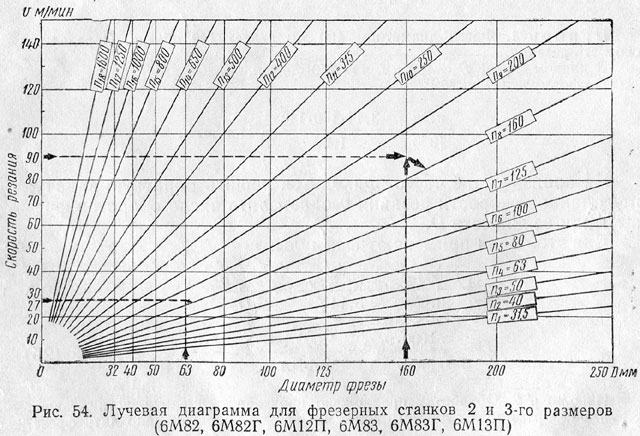 υ м/мин
n₁₈=1600
n₁₇=1250
n₁₆=1000
n₁₅=800
n₁₄=630
n₁₃=500
n₁₂=400
n₁₁=315
n₁₀=250
n₉=200
n₈=160
n₇=125
n₆=100
n₅=80
n₄=63
n₃=50
n₂=40
n₁=31,5
140
120
100
90
80
70
60
50
40
30
27
20
10
Скорость резания
0 32 40 50 63 80 100 120 140 160 200 250 D мм
Диаметр фрезы
Рис. 54. Лучевая диаграмма для фрезерных станков 2 и 3-го размеров
(6М82, 6М82Г, 6М12П, 6М83, 6М83Г, 6М13П)